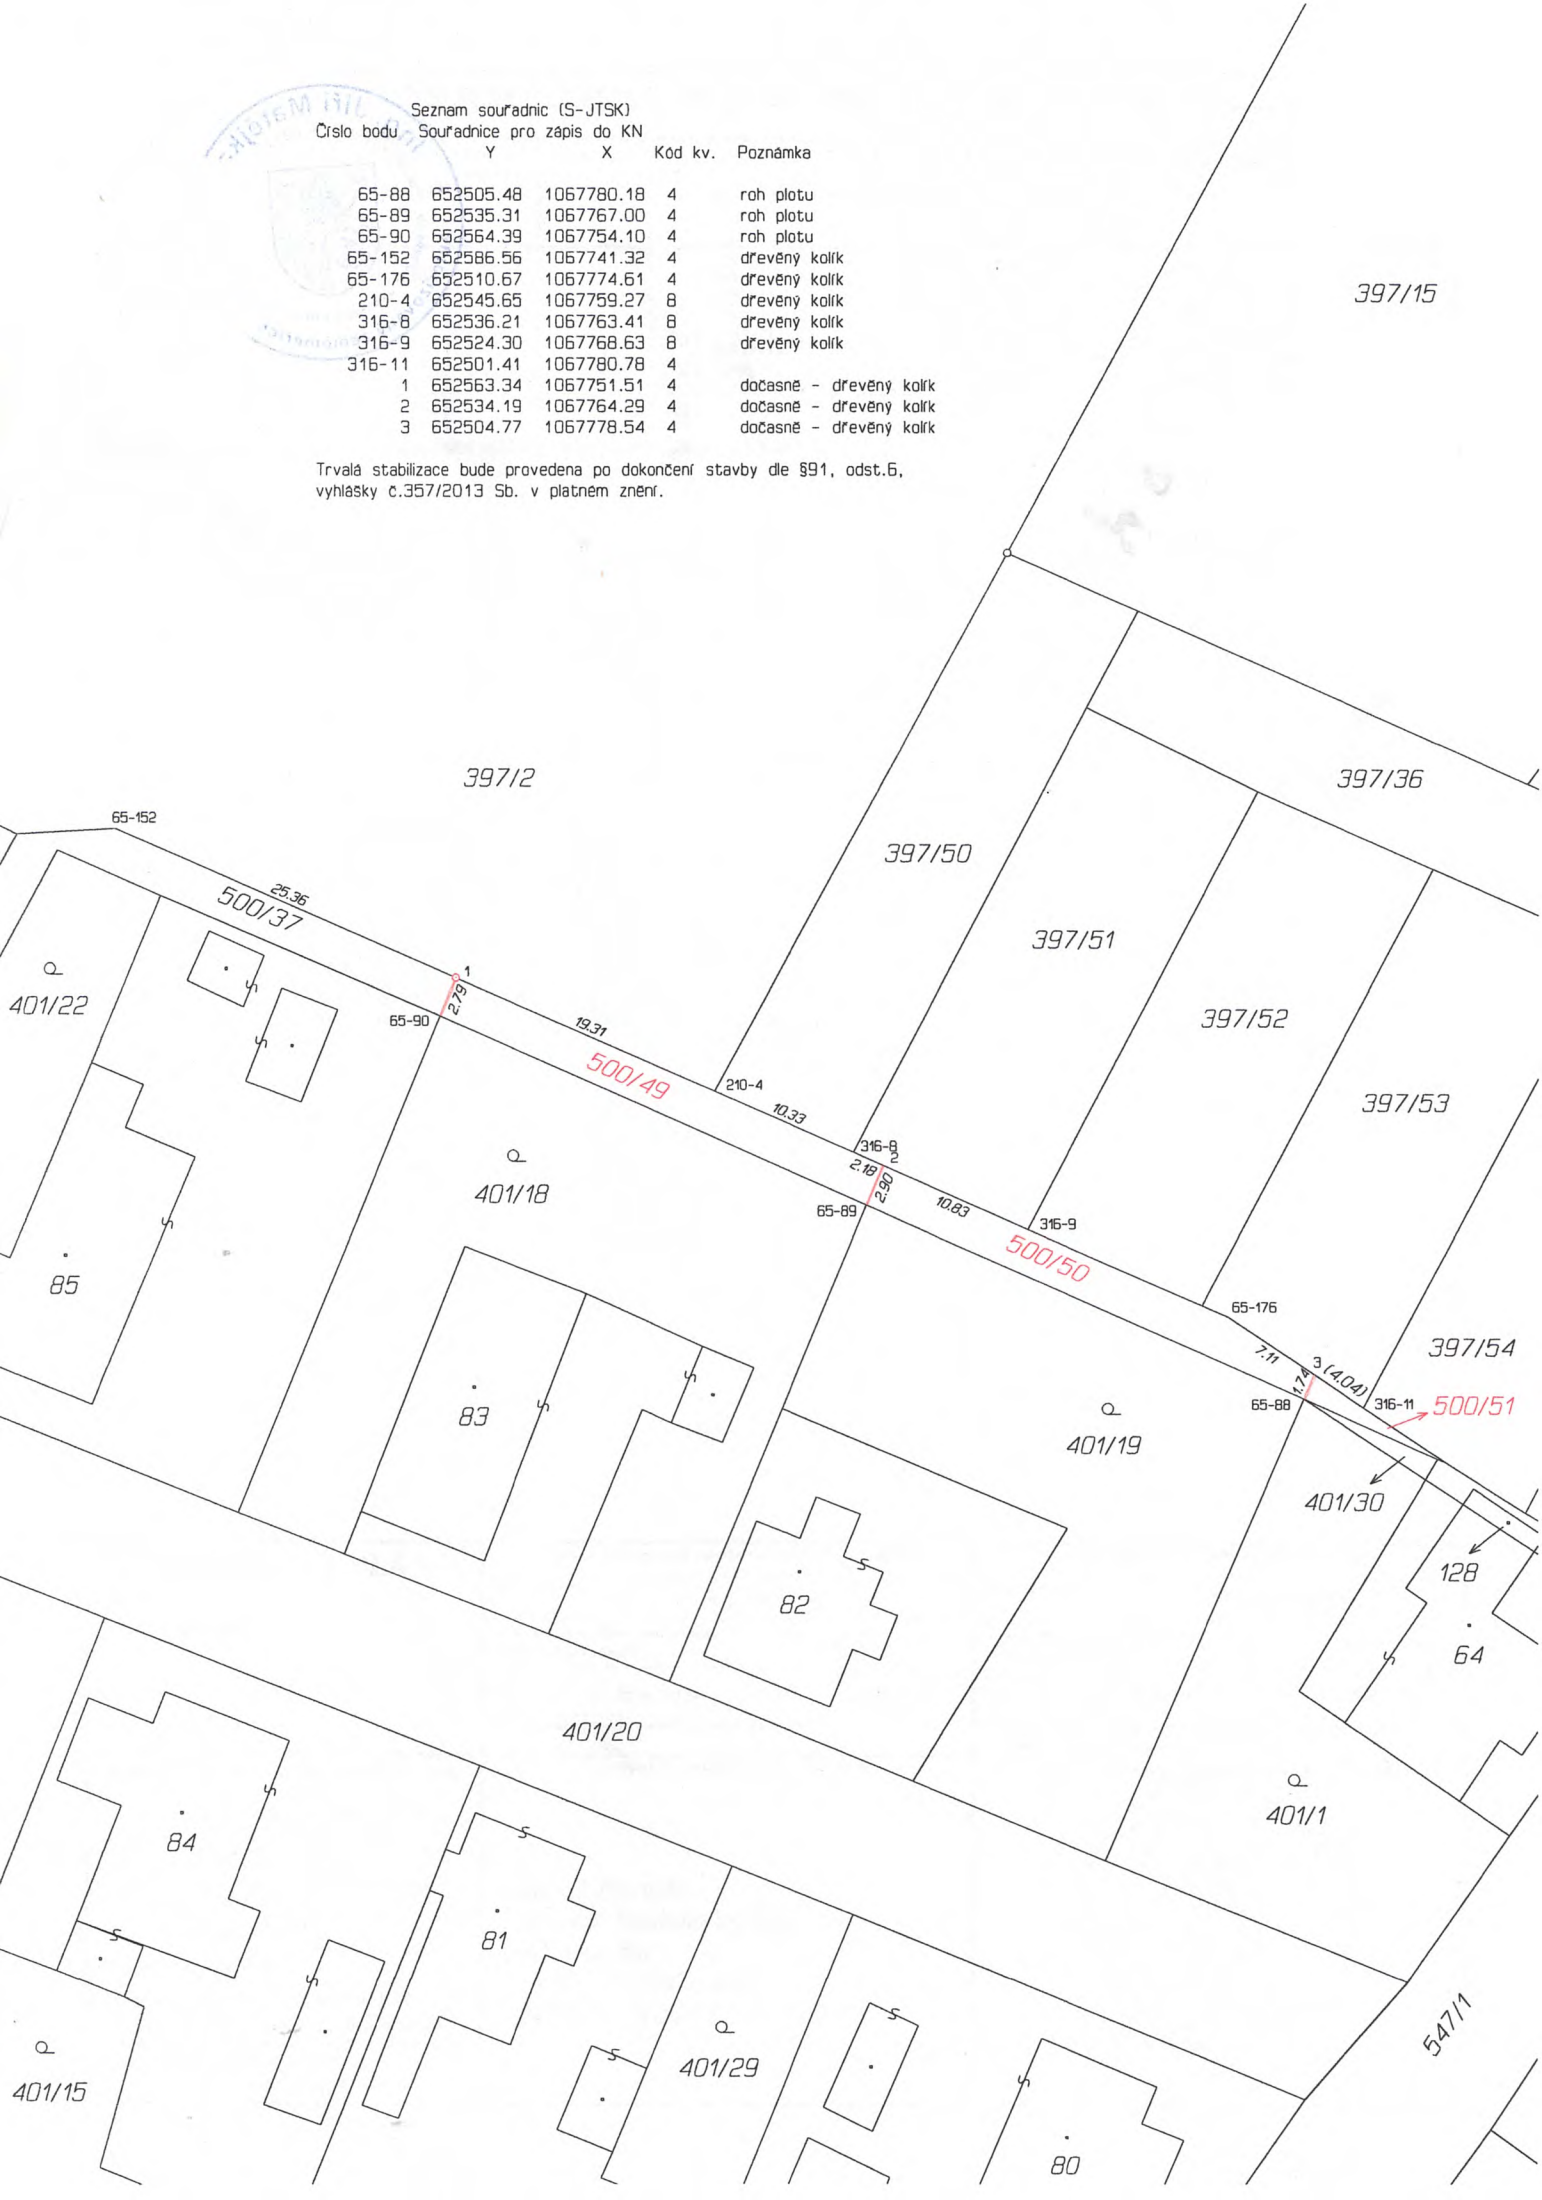 Seznam souřadnic (S-JTSK)
Číslo bodu Souřadnice pro zápis do KN
Y X Kód kv. Poznámka
65-88 652505.48 1067780.18 4 roh plotu
65-89 652535.31 1067767.00 4 roh plotu
65-90 652564.39 1067754.10 4 roh plotu
65-152 652586.56 1067741.32 4 dřevěný kolík
65-176 652510.67 1067774.61 4 dřevěný kolík
210-4 652545.65 1067759.27 8 dřevěný kolík
316-8 652536.21 1067763.41 8 dřevěný kolík
316-9 652524.30 1067768.63 8 dřevěný kolík
316-11 652501.41 1067780.78 4
1 652563.34 1067751.51 4 dočasně - dřevěný kolík
2 652534.19 1067764.29 4 dočasně - dřevěný kolík
3 652504.77 1067778.54 4 dočasně - dřevěný kolík
Trvalá stabilizace bude provedena po dokončení stavby dle §91, odst.6,
vyhlášky č.357/2013 Sb. v platném znění.
397/15
397/2
397/36
65-152
397/50
25.36
500/37
397/51
1
401/22
2.79
65-90
19.31
397/52
500/49
210-4
10.33
397/53
316-8
2
2.18
2.90
401/18
65-89
10.83
316-9
500/50
85
65-176
7.11
3 (4.04)
397/54
1.74
65-88
316-11
500/51
83
401/19
401/30
128
82
64
401/20
401/1
84
81
547/1
401/29
401/15
80